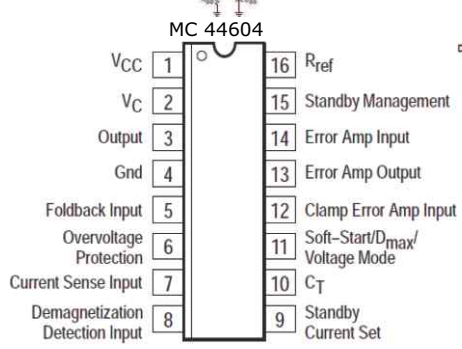 MC 44604
VCC 1
16 Rref
VC 2
15 Standby Management
Output 3
14 Error Amp Input
Gnd 4
13 Error Amp Output
Foldback Input 5
12 Clamp Error Amp Input
Overvoltage
Protection 6
11 Soft–Start/Dmax/
Voltage Mode
Current Sense Input 7
10 CT
Demagnetization
Detection Input 8
9 Standby
Current Set